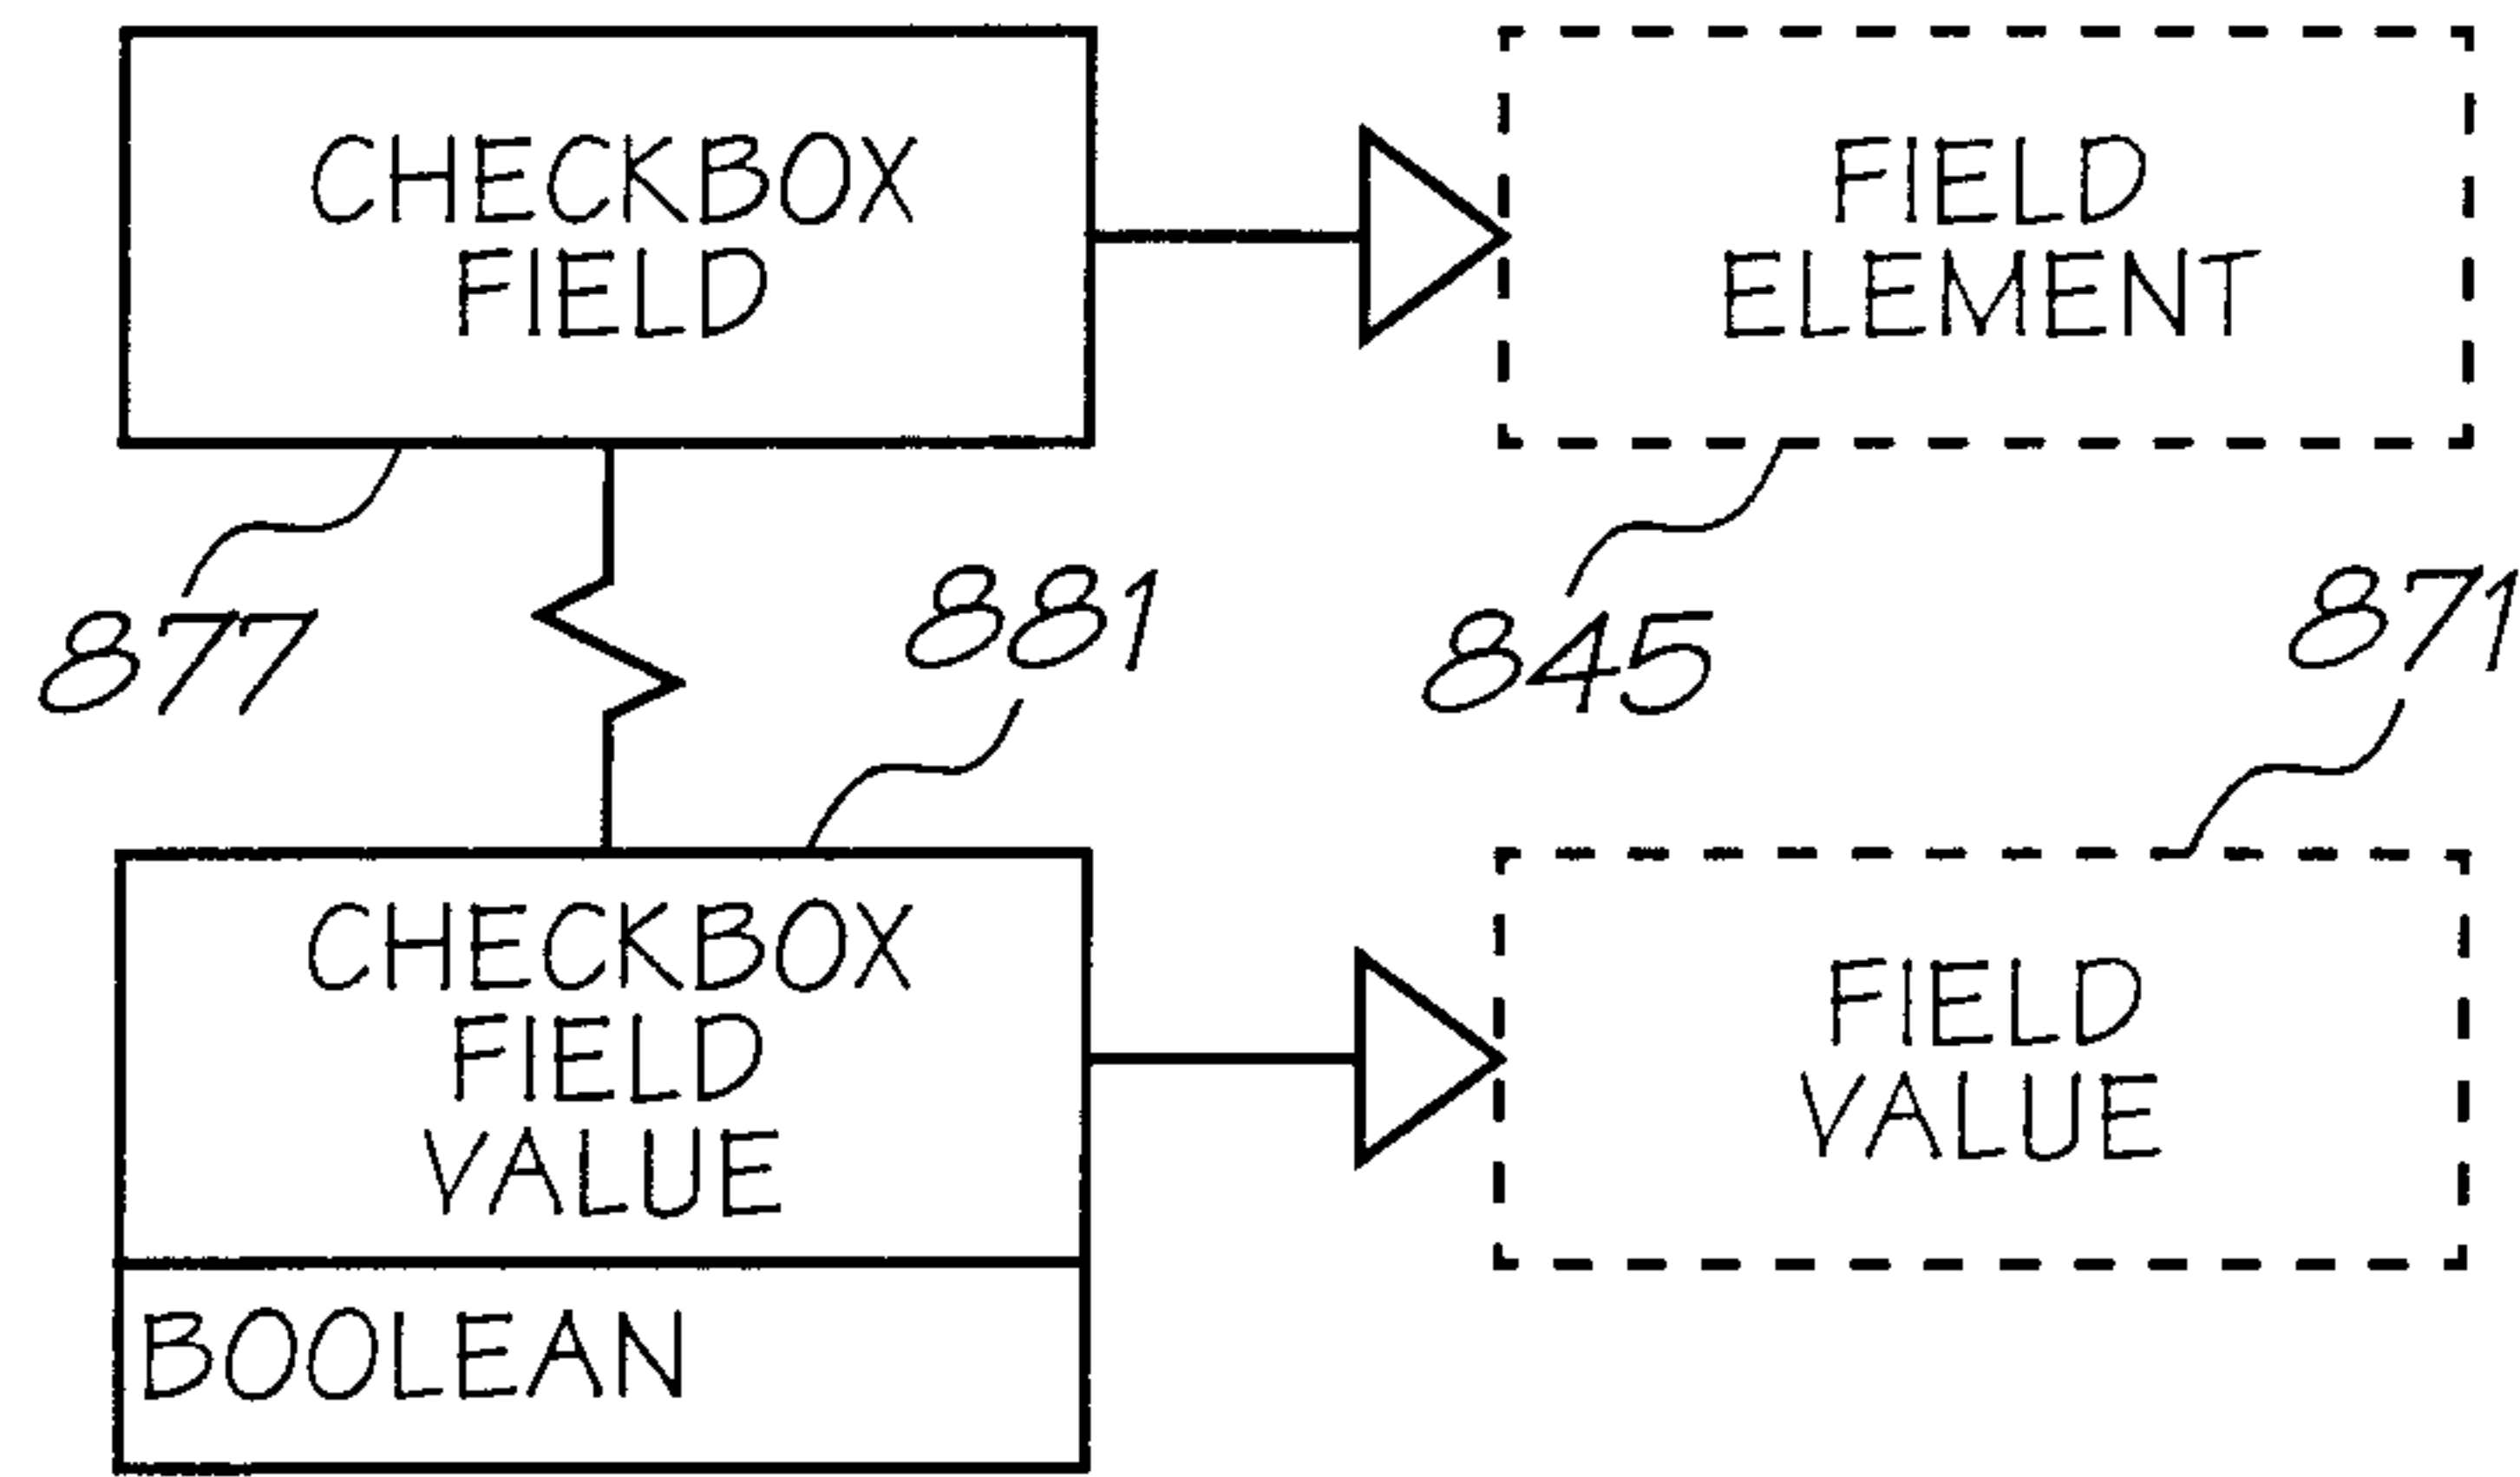 CHECKBOX
FIELD
FIELD
ELEMENT
877
881
845
871
CHECKBOX
FIELD
VALUE
FIELD
VALUE
BOOLEAN